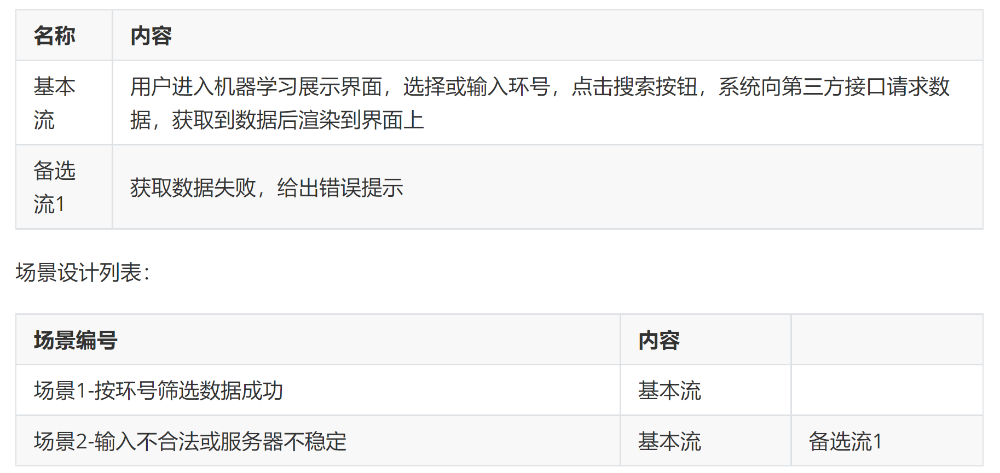 名称 内容
基本 用户进入机器学习展示界面，选择或输入环号，点击搜索按钮，系统向第三方接口请求数
流 据，获取到数据后渲染到界面上
备选
获取数据失败，给出错误提示
流1
场景设计列表：
场景编号 内容
场景1-按环号筛选数据成功 基本流
场景2-输入不合法或服务器不稳定 基本流 备选流1